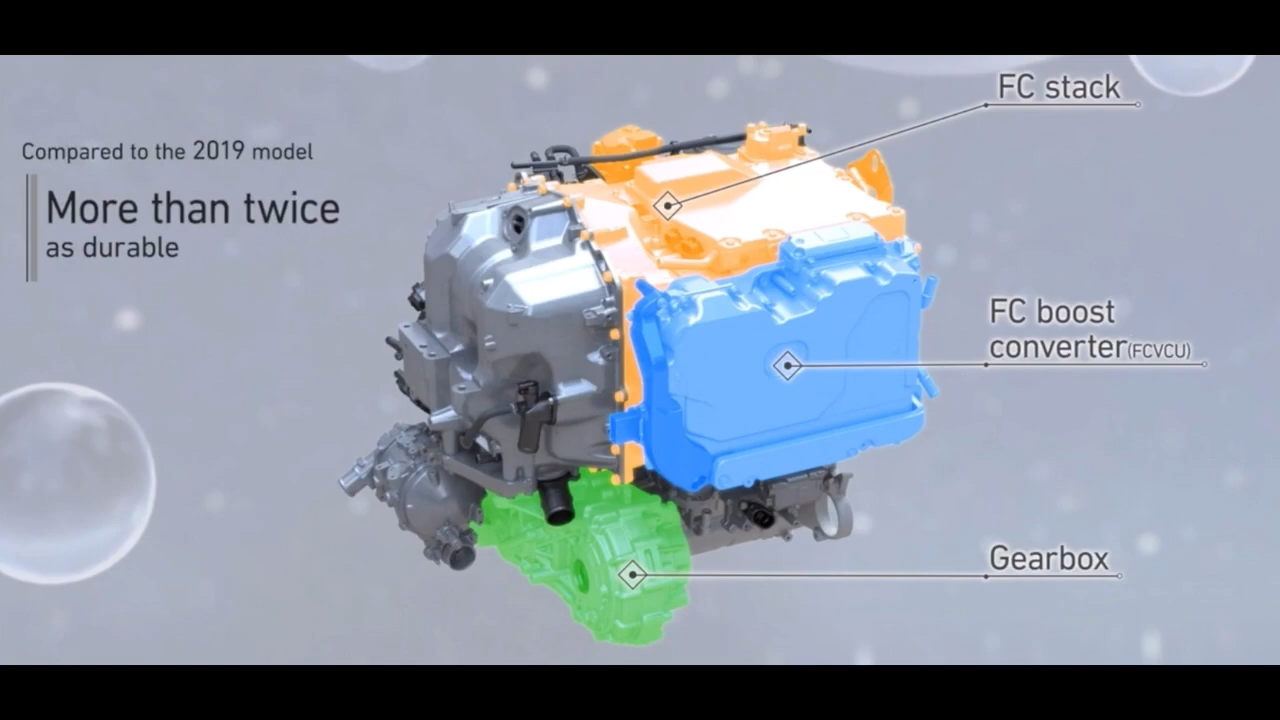 Compared to the 2019 model
More than twice
as durable
FC stack
FC boost
converter(FCVCU)
Gearbox